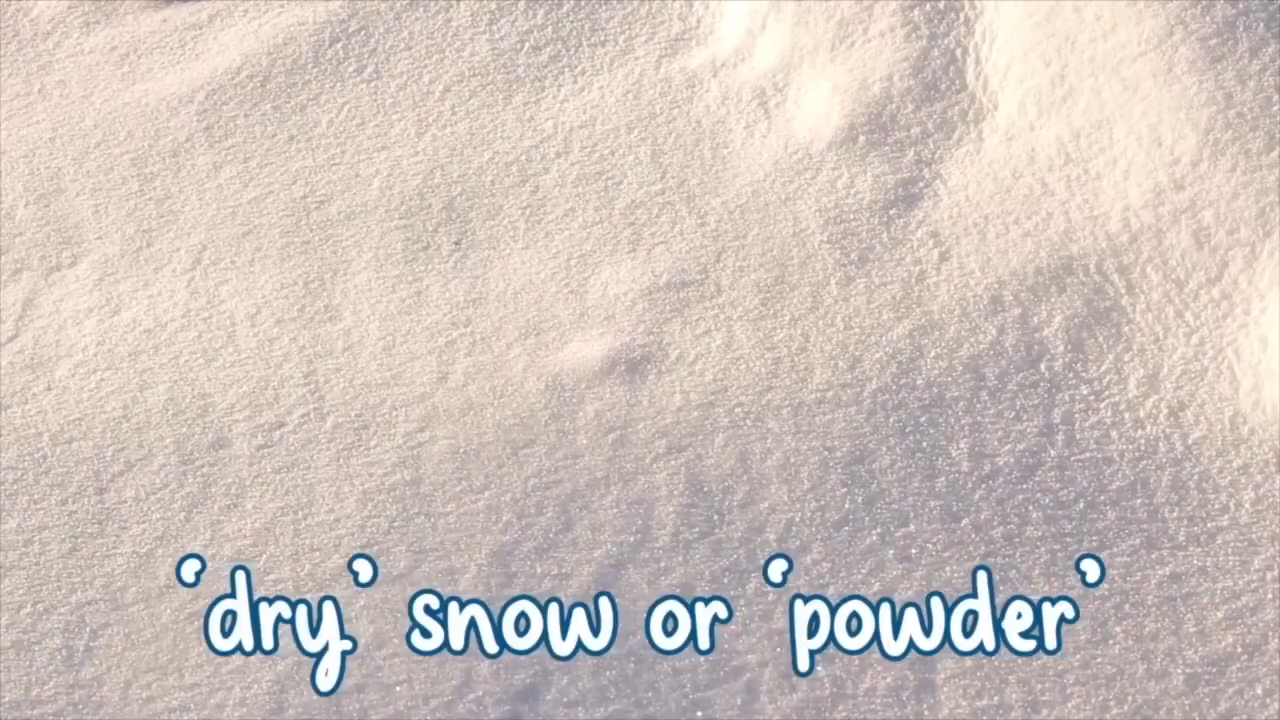 ‘dry’ snow or ‘powder’